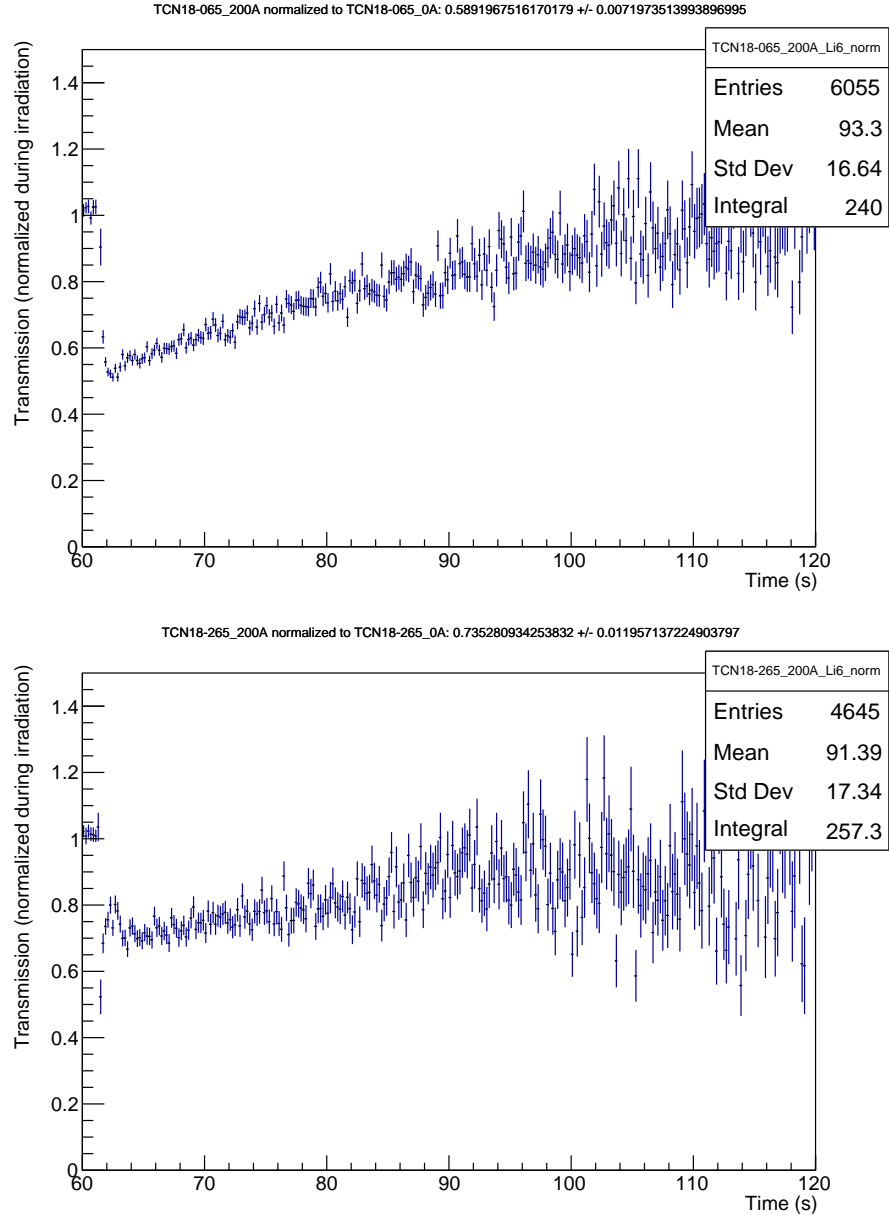 TCN18-065_200A normalized to TCN18-065_0A: 0.5891967516170179 +/- 0.0071973513993896995
TCN18-065_200A_Li6_norm
Entries 6055
Mean 93.3
Std Dev 16.64
Integral 240
Transmission (normalized during irradiation)
1.4
1.2
1
0.8
0.6
0.4
0.2
0
60 70 80 90 100 110 120
Time (s)
TCN18-265_200A normalized to TCN18-265_0A: 0.735280934253832 +/- 0.011957137224903797
TCN18-265_200A_Li6_norm
Entries 4645
Mean 91.39
Std Dev 17.34
Integral 257.3
Transmission (normalized during irradiation)
1.4
1.2
1
0.8
0.6
0.4
0.2
0
60 70 80 90 100 110 120
Time (s)